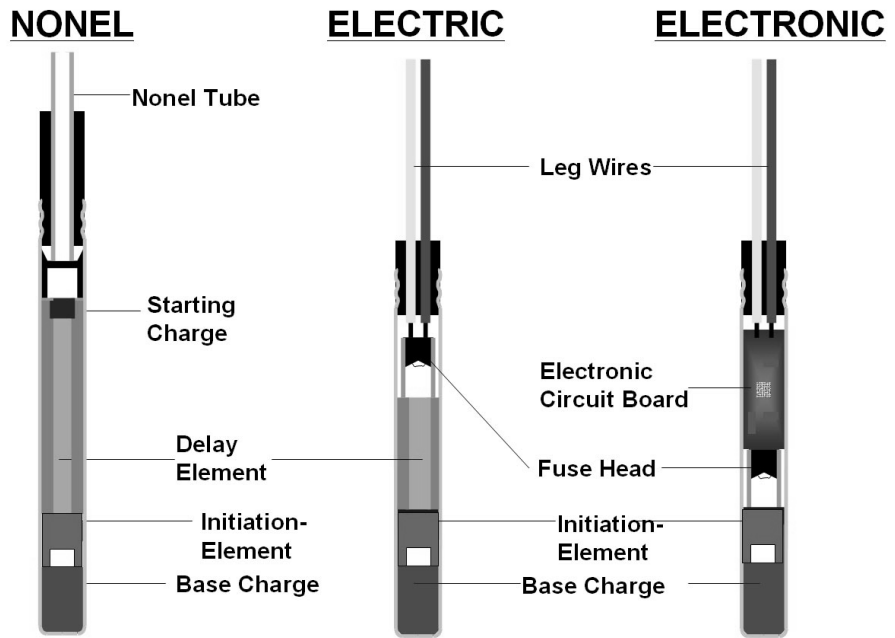 NONEL
ELECTRIC
ELECTRONIC
Nonel Tube
Leg Wires
Starting
Charge
Electronic
Circuit Board
Delay
Element
Fuse Head
Initiation-
Element
Initiation-
Element
Base Charge
Base Charge